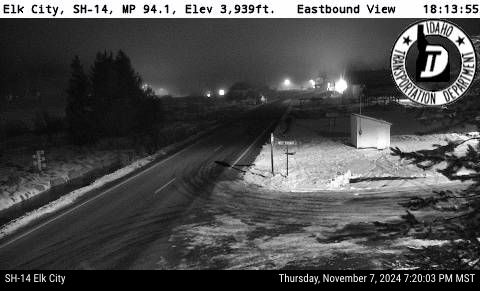 Elk City, SH-14, MP 94.1, Elev 3,939ft. Eastbound View 18:13:55
IDAHO
TRANSPORTATION DEPARTMENT
SH-14 Elk City Thursday, November 7, 2024 7:20:03 PM MST